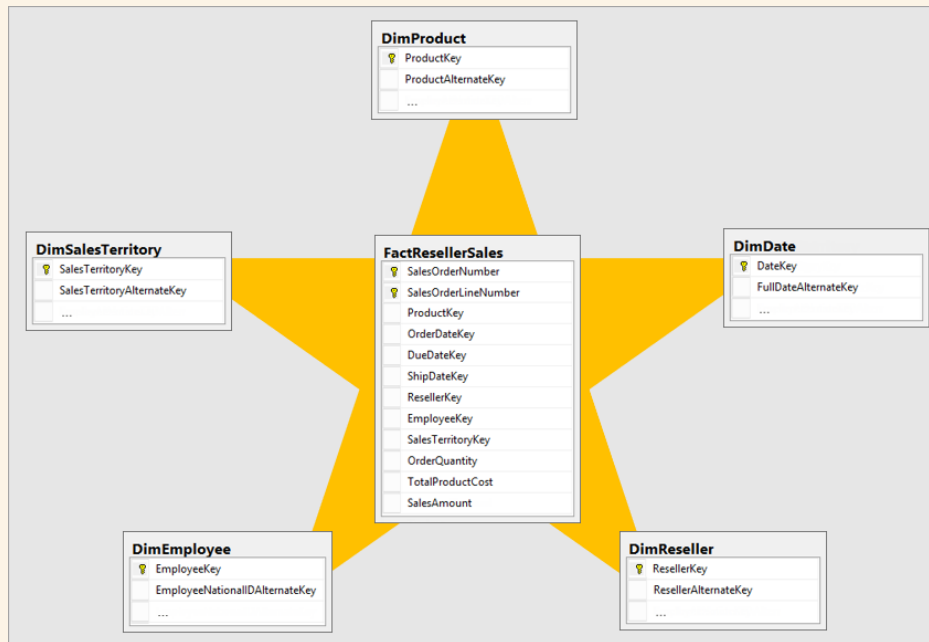 DimProduct
ProductKey
ProductAlternateKey
...
DimSalesTerritory
SalesTerritoryKey
SalesTerritoryAlternateKey
...
FactResellerSales
SalesOrderNumber
SalesOrderLineNumber
ProductKey
OrderDateKey
DueDateKey
ShipDateKey
ResellerKey
EmployeeKey
SalesTerritoryKey
OrderQuantity
TotalProductCost
SalesAmount
DimDate
DateKey
FullDateAlternateKey
...
DimEmployee
EmployeeKey
EmployeeNationalIDAlternateKey
...
DimReseller
ResellerKey
ResellerAlternateKey
...